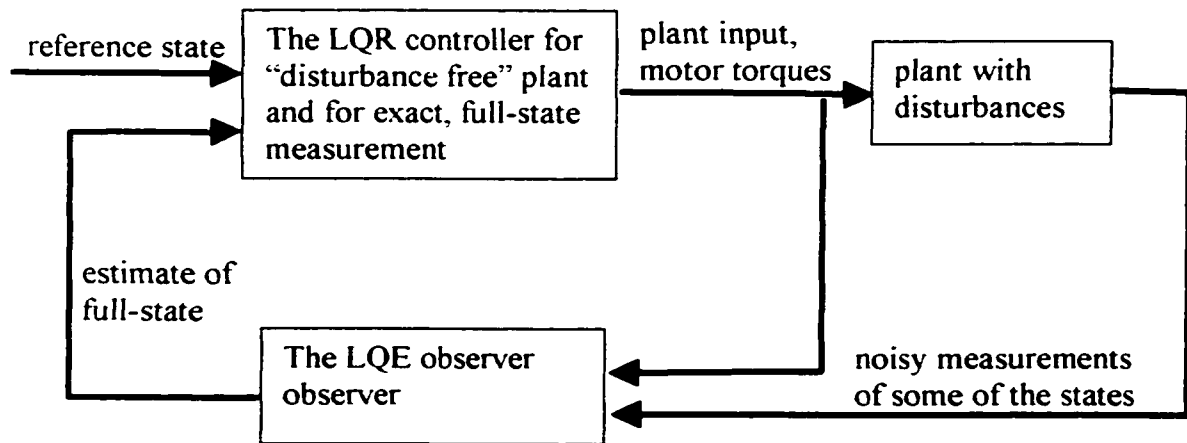 reference state
The LQR controller for
“disturbance free” plant
and for exact, full-state
measurement
plant input,
motor torques
plant with
disturbances
estimate of
full-state
The LQE observer
observer
noisy measurements
of some of the states